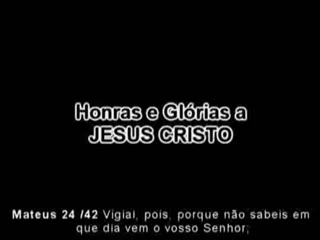 Honras e Glórias a
JESUS CRISTO
Mateus 24 /42 Vigiai, pois, porque não sabeis em
que dia vem o vosso Senhor;